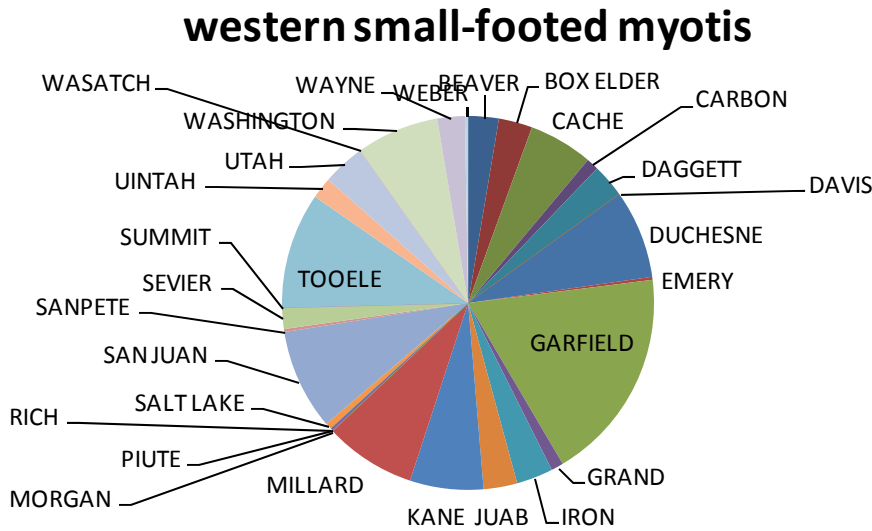 western small-footed myotis
BEAVER
BOX ELDER
CACHE
CARBON
DAGGETT
DAVIS
DUCHESNE
EMERY
GARFIELD
GRAND
IRON
JUAB
KANE
MILLARD
MORGAN
PIUTE
RICH
SALT LAKE
SAN JUAN
SANPETE
SEVIER
SUMMIT
TOOELE
UINTAH
UTAH
WASATCH
WASHINGTON
WAYNE
WEBER